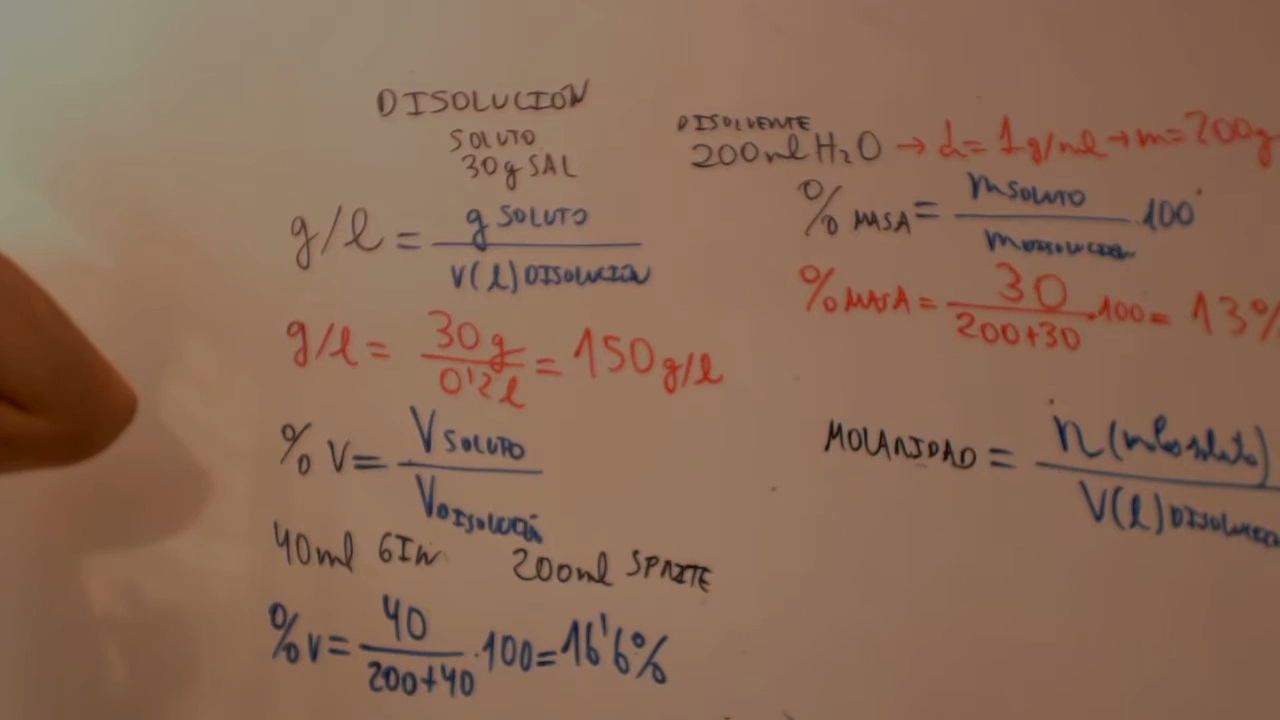 DISOLUCIÓN
SOLUTO
30g SAL
g/l = g SOLUTO / V(l) DISOLUCIÓN
g/l = 30g / 0'2 l = 150 g/l
% V = V SOLUTO / V DISOLUCIÓN
40ml GIN 200ml SPRITE
% V = 40 / 200+40 · 100 = 16'6%
DISOLVENTE
200ml H₂O → d = 1g/ml → m = 200g
% MASA = m SOLUTO / m DISOLUCIÓN · 100
% MASA = 30 / 200+30 · 100 = 13%
MOLARIDAD = n (moles soluto) / V(l) DISOLUCIÓN